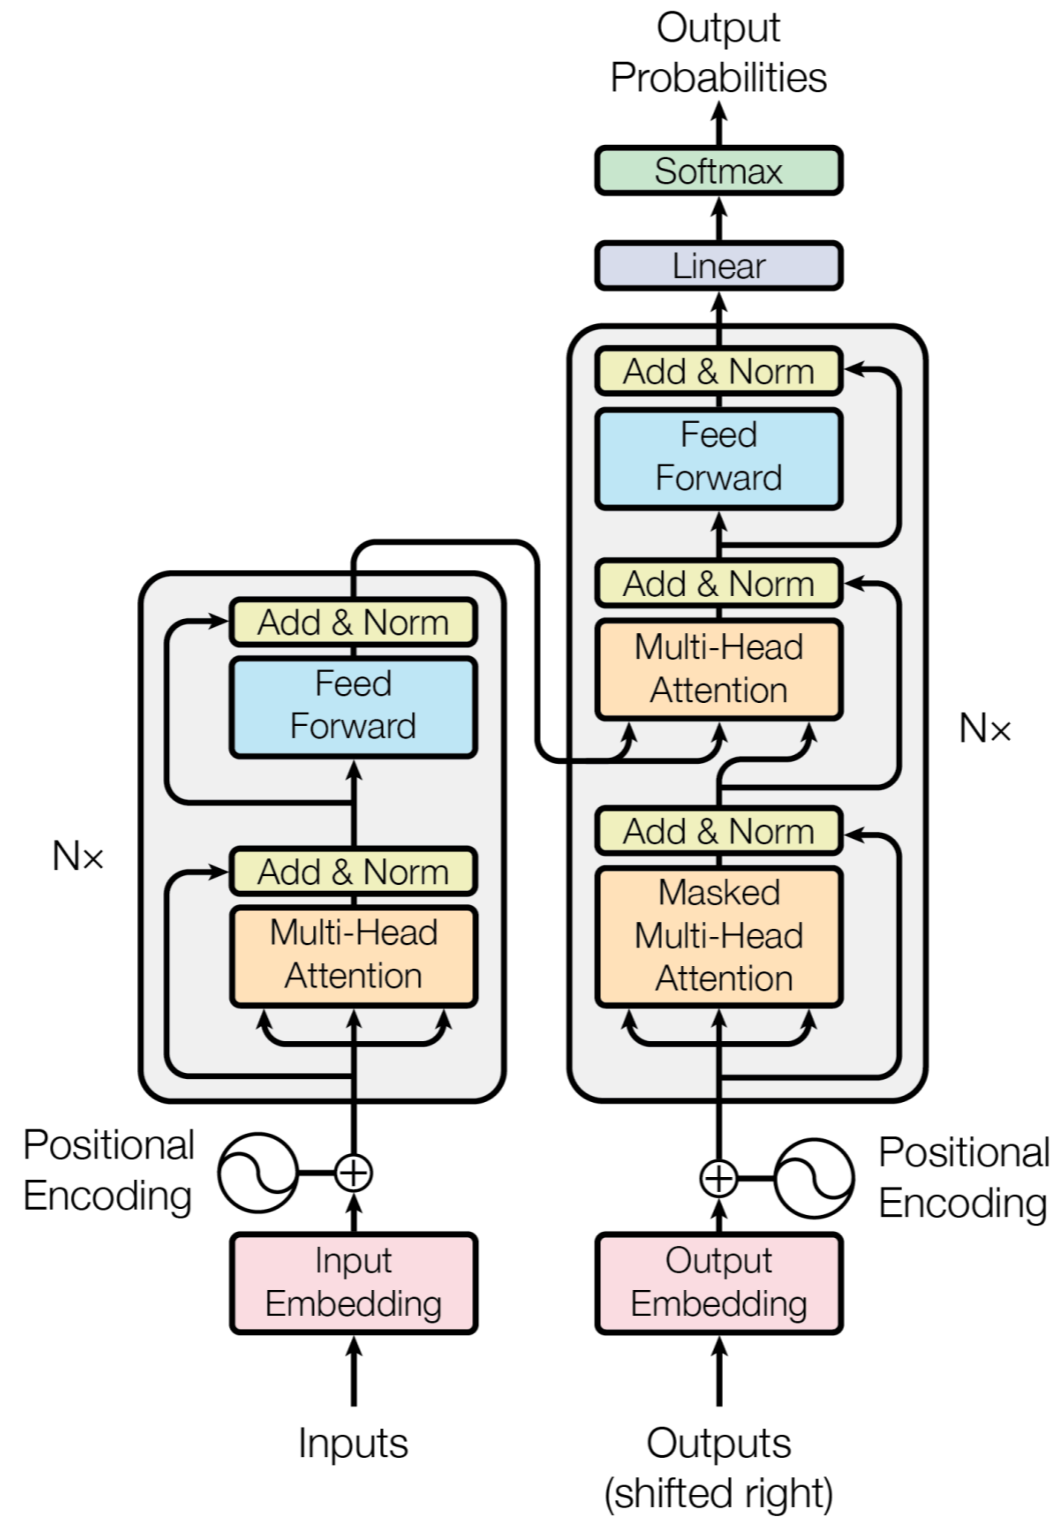 Output
Probabilities
Softmax
Linear
Add & Norm
Feed
Forward
Add & Norm
Multi-Head
Attention
Nx
Add & Norm
Masked
Multi-Head
Attention
Add & Norm
Feed
Forward
Nx
Add & Norm
Multi-Head
Attention
Positional
Encoding
Positional
Encoding
Input
Embedding
Output
Embedding
Inputs
Outputs
(shifted right)